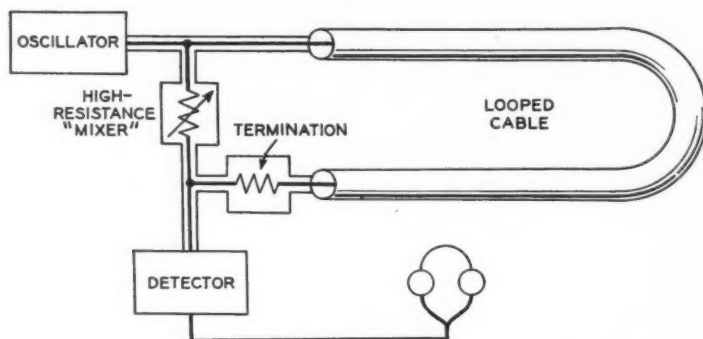 OSCILLATOR
HIGH-
RESISTANCE
"MIXER"
TERMINATION
LOOPED
CABLE
DETECTOR